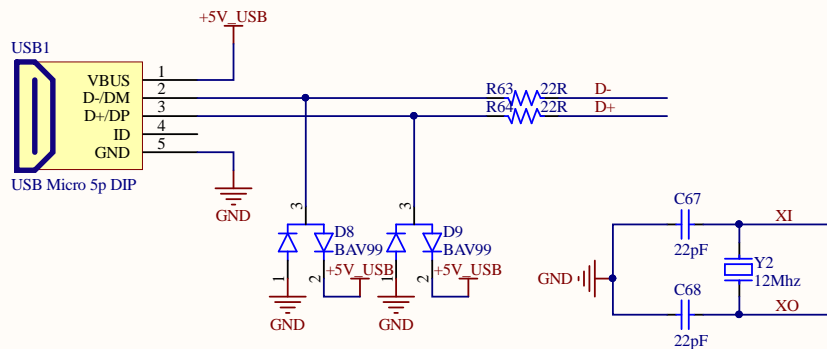 +5V_USB
USB1
VBUS 1
D-/DM 2
D+/DP 3
ID 4
GND 5
USB Micro 5p DIP
GND
R63 22R D-
R64 22R D+
3
D8
BAV99
1
2
+5V_USB
GND
3
D9
BAV99
1
2
+5V_USB
GND
C67
22pF
XI
GND
Y2
12Mhz
C68
22pF
XO